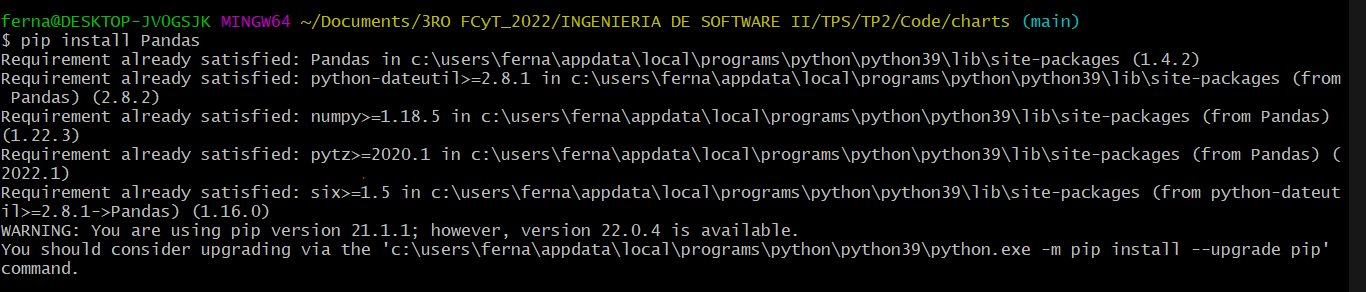 ferna@DESKTOP-JV0GSJK MINGW64 ~/Documents/3RO FCyT_2022/INGENIERIA DE SOFTWARE II/TPS/TP2/Code/charts (main)
$ pip install Pandas
Requirement already satisfied: Pandas in c:\users\ferna\appdata\local\programs\python\python39\lib\site-packages (1.4.2)
Requirement already satisfied: python-dateutil>=2.8.1 in c:\users\ferna\appdata\local\programs\python\python39\lib\site-packages (from
 Pandas) (2.8.2)
Requirement already satisfied: numpy>=1.18.5 in c:\users\ferna\appdata\local\programs\python\python39\lib\site-packages (from Pandas)
(1.22.3)
Requirement already satisfied: pytz>=2020.1 in c:\users\ferna\appdata\local\programs\python\python39\lib\site-packages (from Pandas) (
2022.1)
Requirement already satisfied: six>=1.5 in c:\users\ferna\appdata\local\programs\python\python39\lib\site-packages (from python-dateut
il>=2.8.1->Pandas) (1.16.0)
WARNING: You are using pip version 21.1.1; however, version 22.0.4 is available.
You should consider upgrading via the 'c:\users\ferna\appdata\local\programs\python\python39\python.exe -m pip install --upgrade pip'
command.